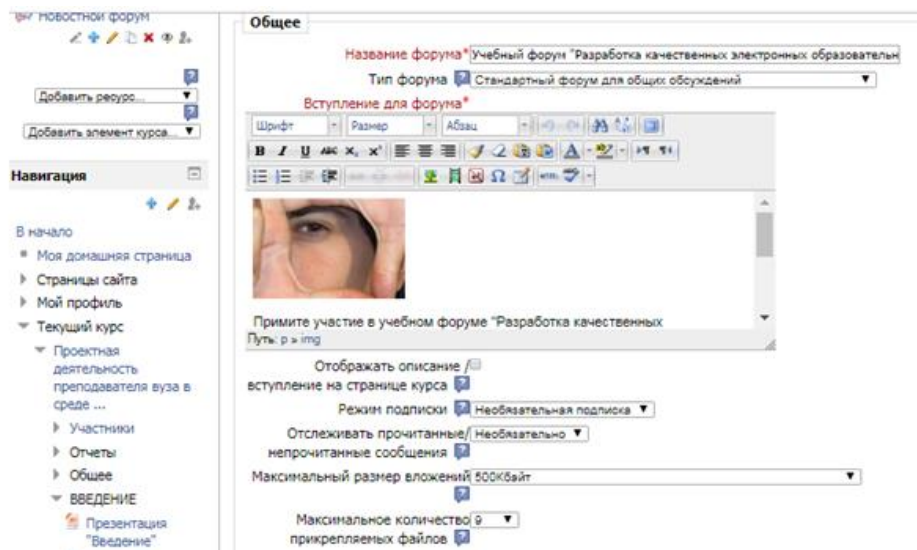 Новостной форум
Добавить ресурс...
Добавить элемент курса...
Навигация
В начало
Моя домашняя страница
Страницы сайта
Мой профиль
Текущий курс
Проектная
деятельность
преподавателя вуза в
среде ...
Участники
Отчеты
Общее
ВВЕДЕНИЕ
Презентация
"Введение"
Общее
Название форума* Учебный форум "Разработка качественных электронных образовательн
Тип форума Стандартный форум для общих обсуждений
Вступление для форума*
Шрифт Размер Абзац
B I U ABC x₂ x² A
Ω HTML
Примите участие в учебном форуме "Разработка качественных
Путь: p » img
Отображать описание /
вступление на странице курса
Режим подписки Необязательная подписка
Отслеживать прочитанные/ Необязательно
непрочитанные сообщения
Максимальный размер вложений 500Кбайт
Максимальное количество 9
прикрепляемых файлов